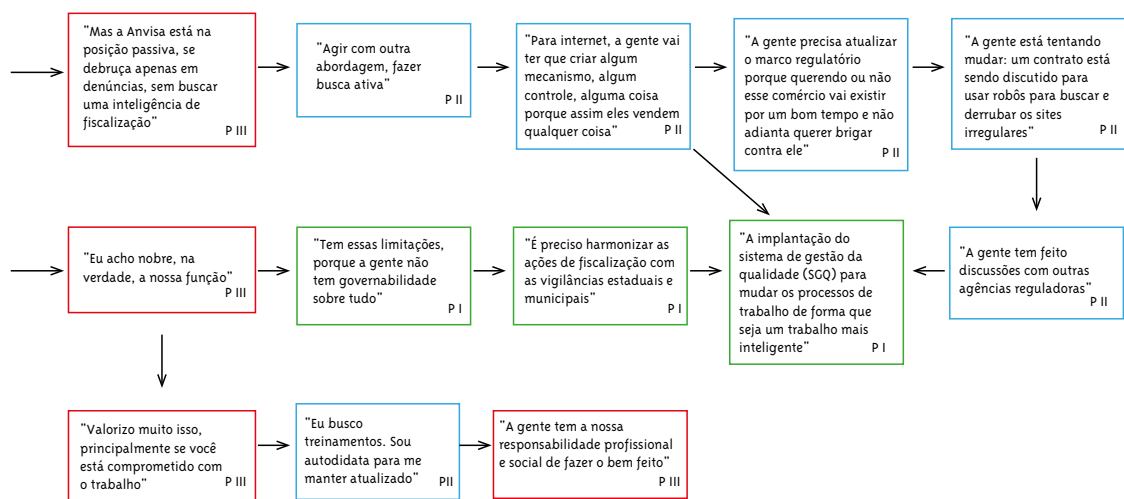 "Mas a Anvisa está na
posição passiva, se
debruça apenas em
denúncias, sem buscar
uma inteligência de
fiscalização"
P III
"Agir com outra
abordagem, fazer
busca ativa"
P II
"Para internet, a gente vai
ter que criar algum
mecanismo, algum
controle, alguma coisa
porque assim eles vendem
qualquer coisa"
P II
"A gente precisa atualizar
o marco regulatório
porque querendo ou não
esse comércio vai existir
por um bom tempo e não
adianta querer brigar
contra ele"
P II
"A gente está tentando
mudar: um contrato está
sendo discutido para
usar robôs para buscar e
derrubar os sites
irregulares"
P II
"Eu acho nobre, na
verdade, a nossa função"
P III
"Tem essas limitações,
porque a gente não
tem governabilidade
sobre tudo"
P I
"É preciso harmonizar as
ações de fiscalização com
as vigilâncias estaduais e
municipais"
P I
"A implantação do
sistema de gestão da
qualidade (SGQ) para
mudar os processos de
trabalho de forma que
seja um trabalho mais
inteligente"
P I
"A gente tem feito
discussões com outras
agências reguladoras"
P II
"Valorizo muito isso,
principalmente se você
está comprometido com
o trabalho"
P III
"Eu busco
treinamentos. Sou
autodidata para me
manter atualizado"
PII
"A gente tem a nossa
responsabilidade profissional
e social de fazer o bem feito"
P III